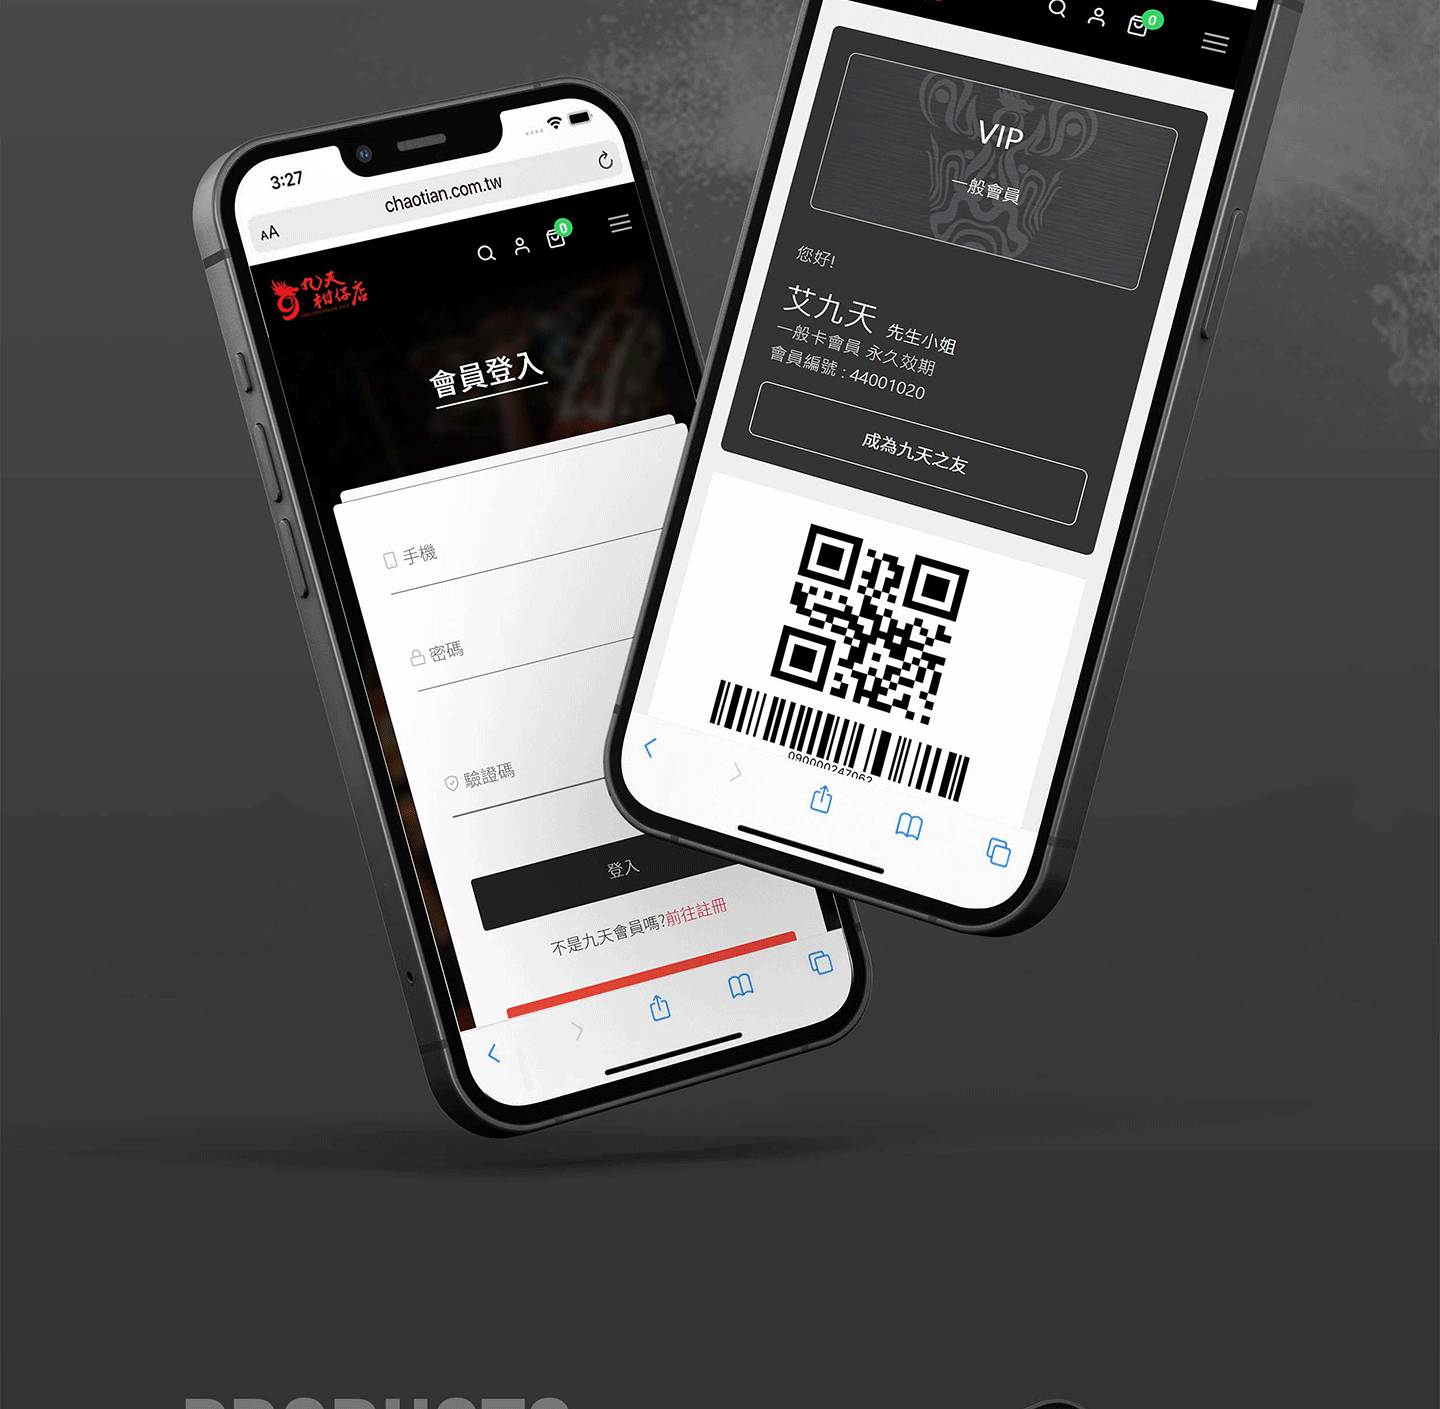 3:27
AA
chaotian.com.tw
0
九天
柑仔店
會員登入
手機
密碼
驗證碼
登入
不是九天會員嗎?前往註冊
0
VIP
一般會員
您好!
艾九天 先生小姐
一般卡會員 永久效期
會員編號 : 44001020
成為九天之友
090000247062
PRODUCTS